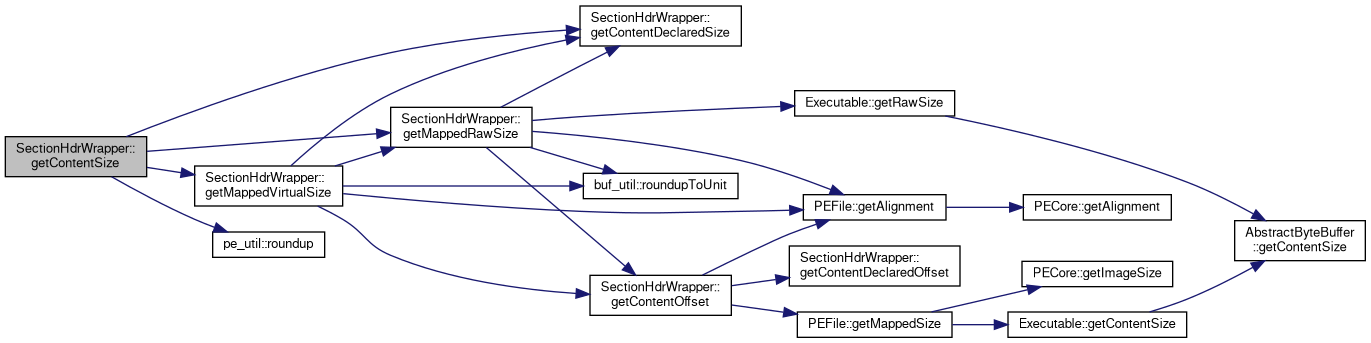 SectionHdrWrapper::
getContentSize
SectionHdrWrapper::
getContentDeclaredSize
SectionHdrWrapper::
getMappedRawSize
SectionHdrWrapper::
getMappedVirtualSize
pe_util::roundup
Executable::getRawSize
buf_util::roundupToUnit
PEFile::getAlignment
PECore::getAlignment
SectionHdrWrapper::
getContentOffset
SectionHdrWrapper::
getContentDeclaredOffset
PEFile::getMappedSize
PECore::getImageSize
Executable::getContentSize
AbstractByteBuffer
::getContentSize